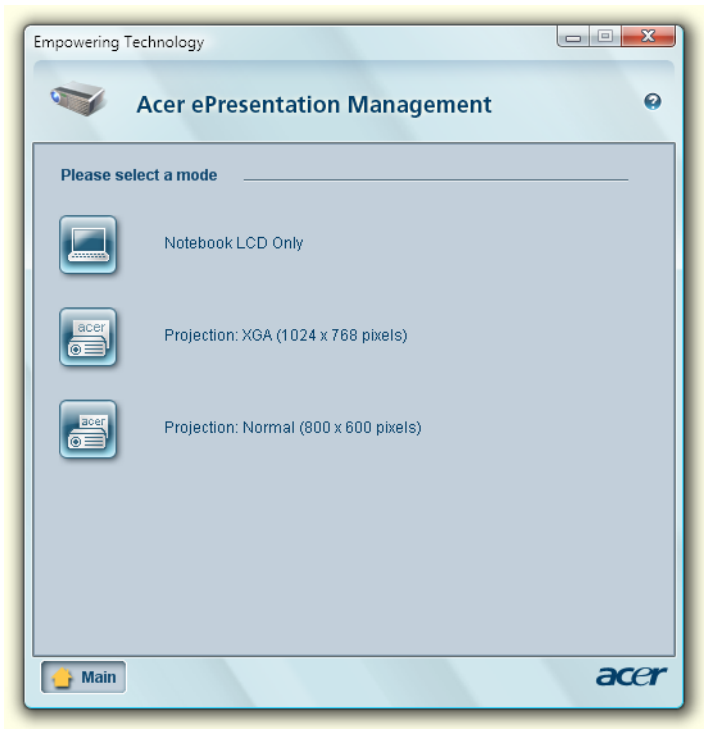 Empowering Technology
Acer ePresentation Management
Please select a mode
Notebook LCD Only
acer
Projection: XGA (1024 x 768 pixels)
acer
Projection: Normal (800 x 600 pixels)
Main
acer